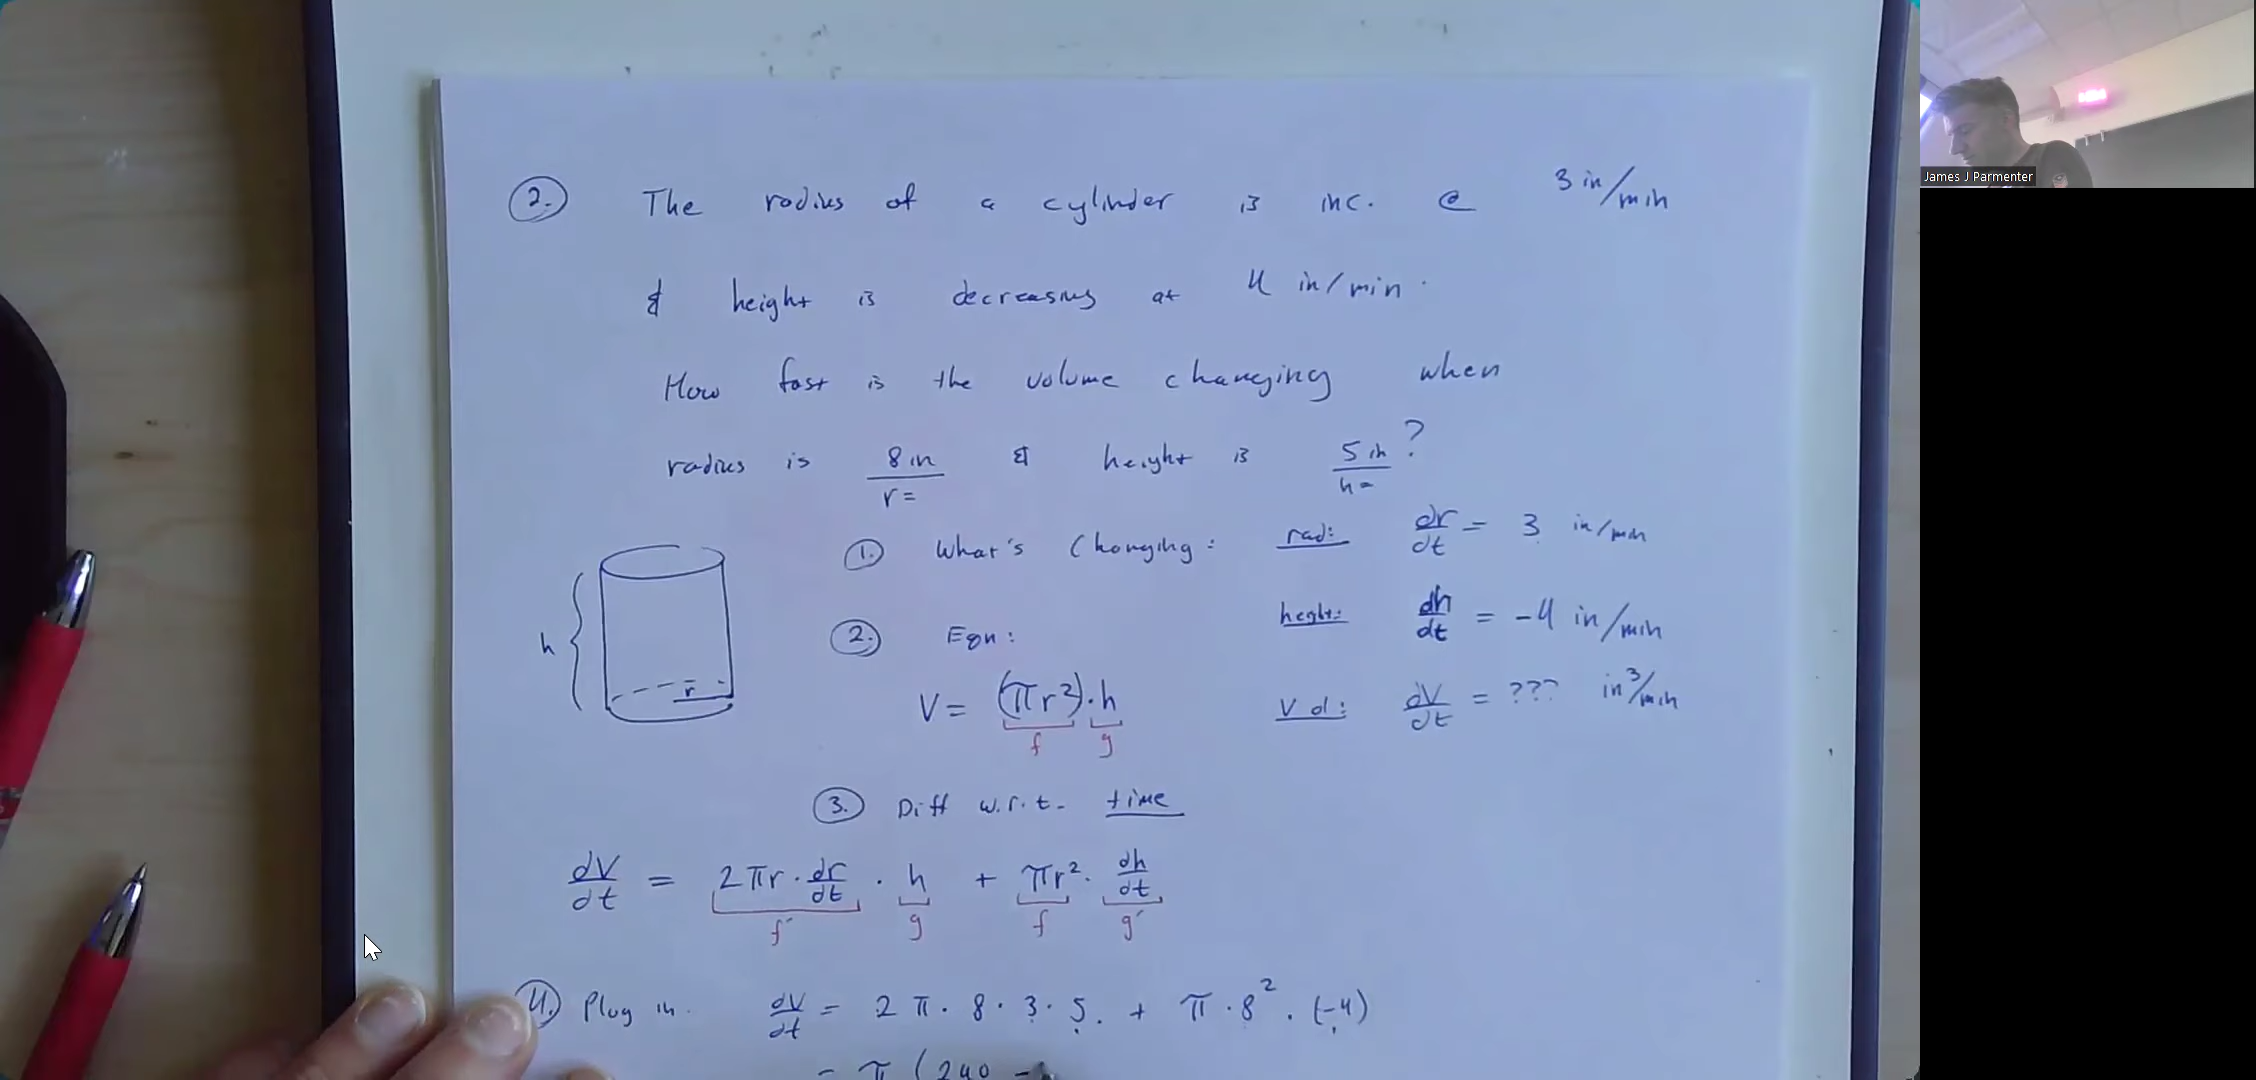 2. The radius of a cylinder is inc. @ 3 in/min
& height is decreasing at 4 in/min.
How fast is the volume changing when
radius is 8 in & height is 5 in?
r = h =
1. What's Changing: rad: dr/dt = 3 in/min
height: dh/dt = -4 in/min
2. Eqn:
V = (πr²)·h Vol: dV/dt = ??? in³/min
f g
h
r
3. Diff w.r.t. time
dV/dt = 2πr · dr/dt · h + πr² · dh/dt
f' g f g'
4. Plug in. dV/dt = 2π · 8 · 3 · 5 + π · 8² · (-4)
= π (240 -
James J Parmenter